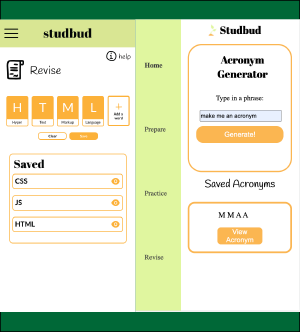 studbud
help
Revise
H T M L +
Hyper Text Markup Language Add a word
Clear Save
Saved
CSS
JS
HTML
Home
Prepare
Practice
Revise
Studbud
Acronym
Generator
Type in a phrase:
make me an acronym
Generate!
Saved Acronyms
MMAA
View
Acronym